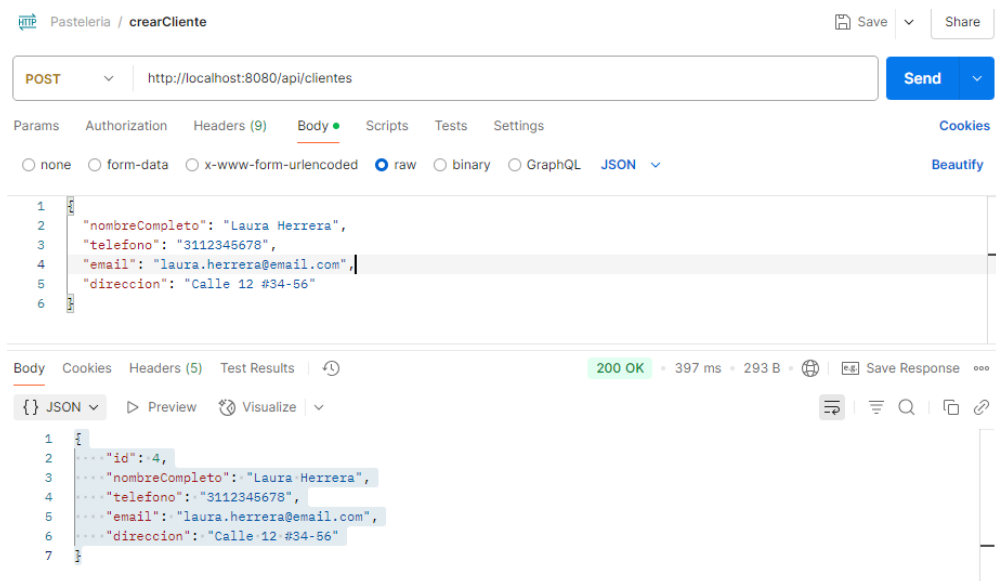 HTTP Pasteleria / crearCliente Save Share
POST http://localhost:8080/api/clientes Send
Params Authorization Headers (9) Body Scripts Tests Settings Cookies
none form-data x-www-form-urlencoded raw binary GraphQL JSON Beautify
1 {
2 "nombreCompleto": "Laura Herrera",
3 "telefono": "3112345678",
4 "email": "laura.herrera@email.com",
5 "direccion": "Calle 12 #34-56"
6 }
Body Cookies Headers (5) Test Results 200 OK • 397 ms • 293 B • e.g. Save Response
{} JSON Preview Visualize
1 {
2 "id": 4,
3 "nombreCompleto": "Laura Herrera",
4 "telefono": "3112345678",
5 "email": "laura.herrera@email.com",
6 "direccion": "Calle 12 #34-56"
7 }